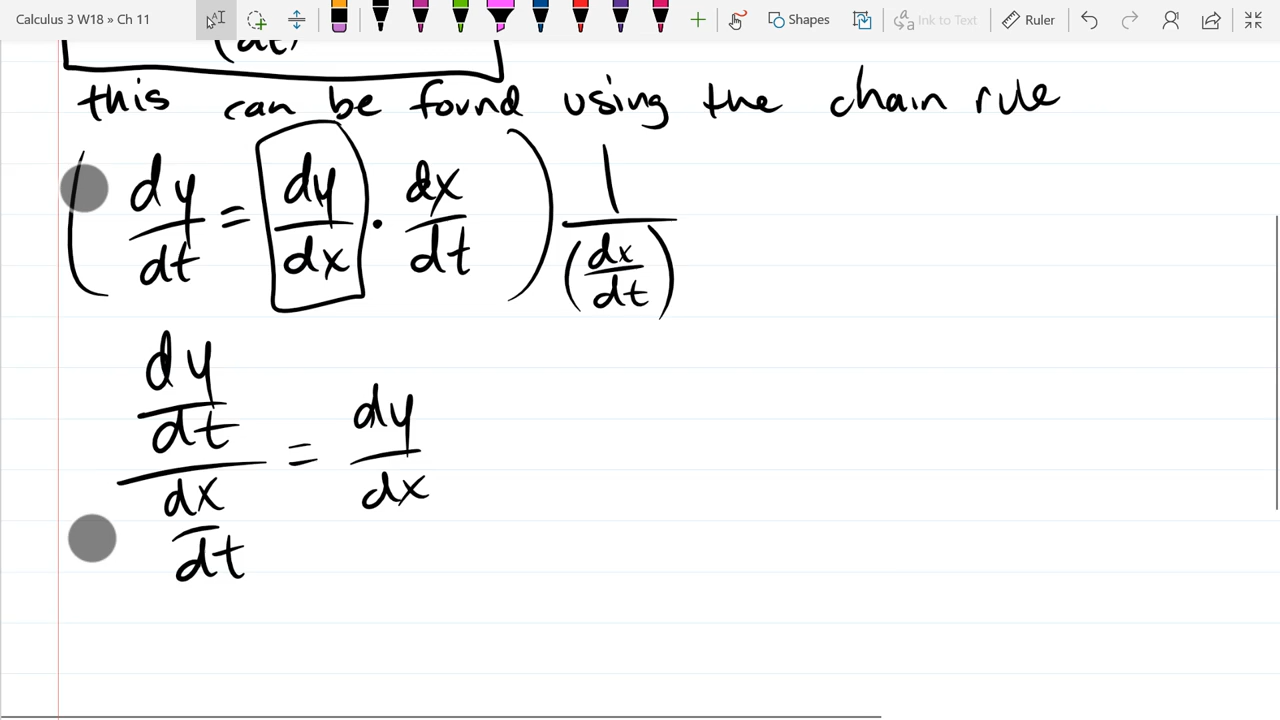 Calculus 3 W18 » Ch 11 Shapes Ink to Text Ruler
(dt)
this can be found using the chain rule
( dy/dt = dy/dx · dx/dt ) 1/(dx/dt)
(dy/dt)/(dx/dt) = dy/dx